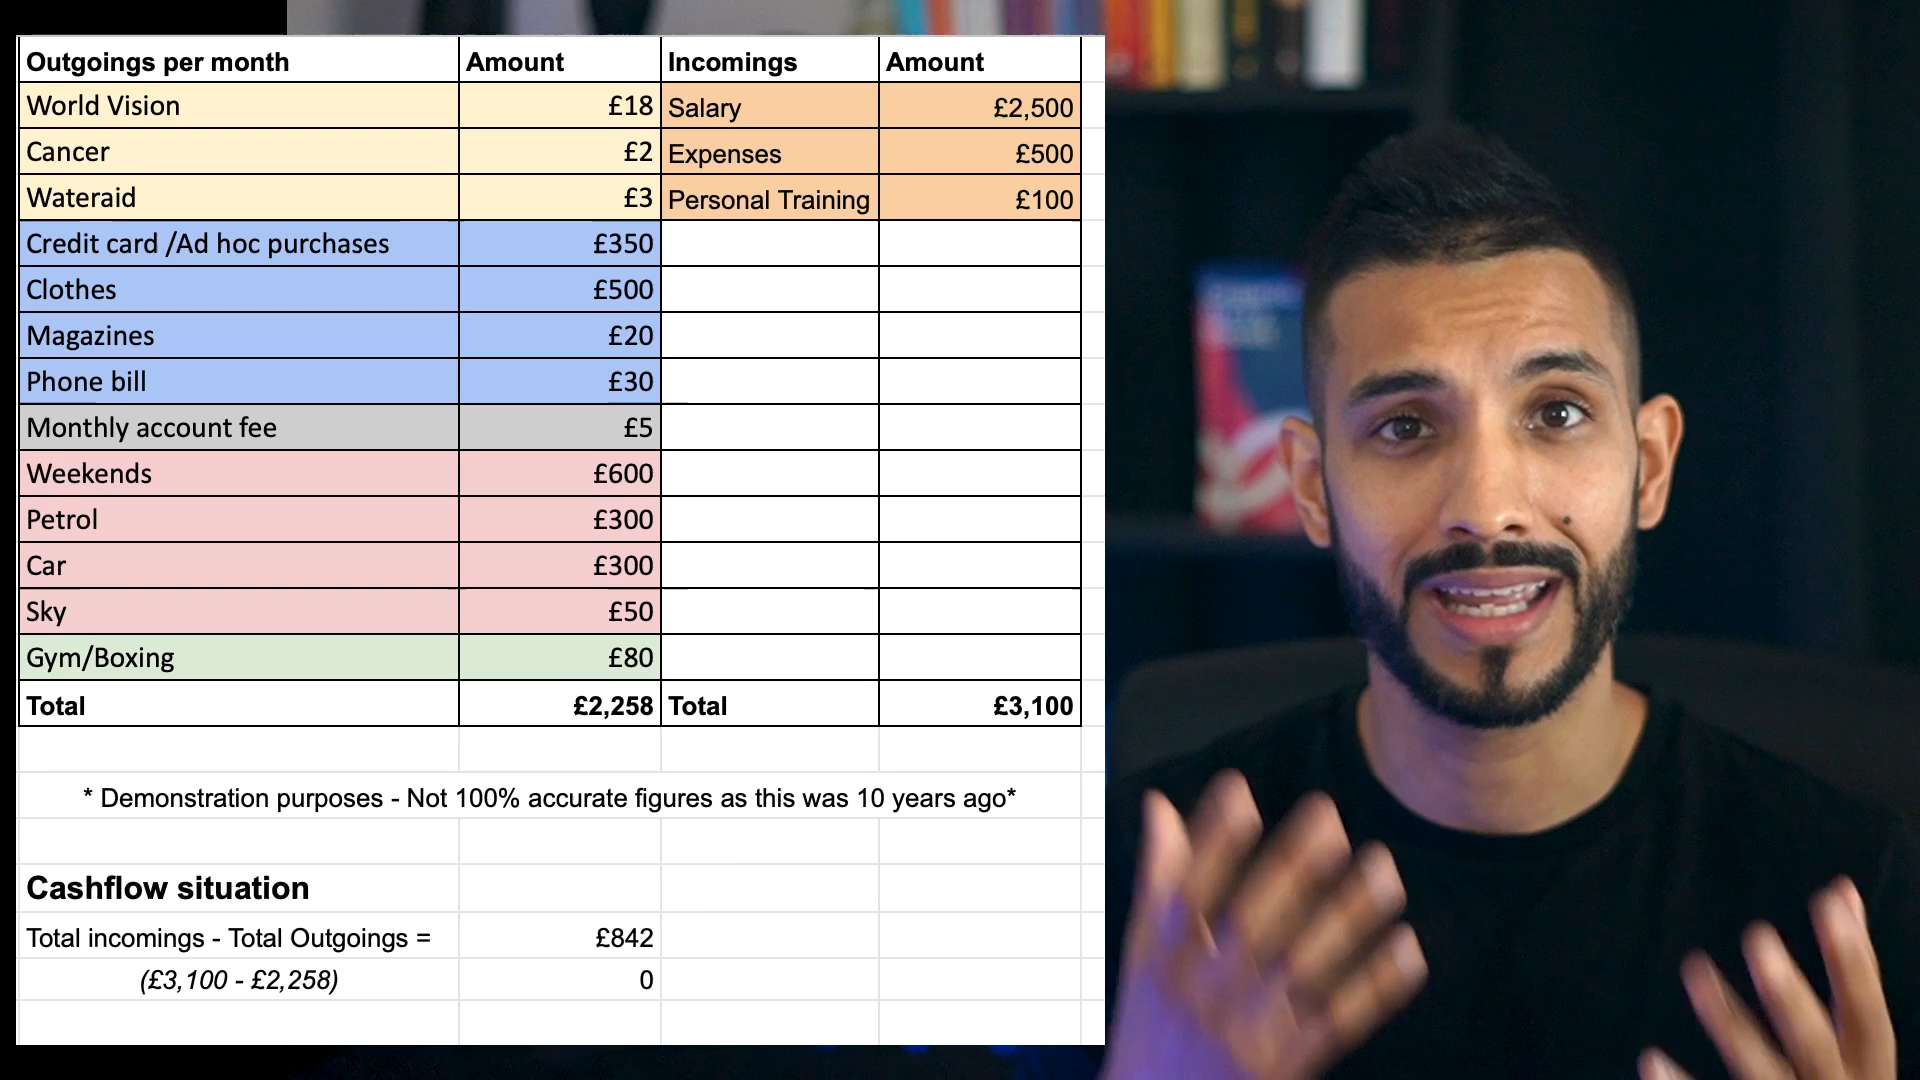 Outgoings per month Amount Incomings Amount
World Vision £18 Salary £2,500
Cancer £2 Expenses £500
Wateraid £3 Personal Training £100
Credit card /Ad hoc purchases £350
Clothes £500
Magazines £20
Phone bill £30
Monthly account fee £5
Weekends £600
Petrol £300
Car £300
Sky £50
Gym/Boxing £80
Total £2,258 Total £3,100
* Demonstration purposes - Not 100% accurate figures as this was 10 years ago*
Cashflow situation
Total incomings - Total Outgoings = £842
(£3,100 - £2,258) 0